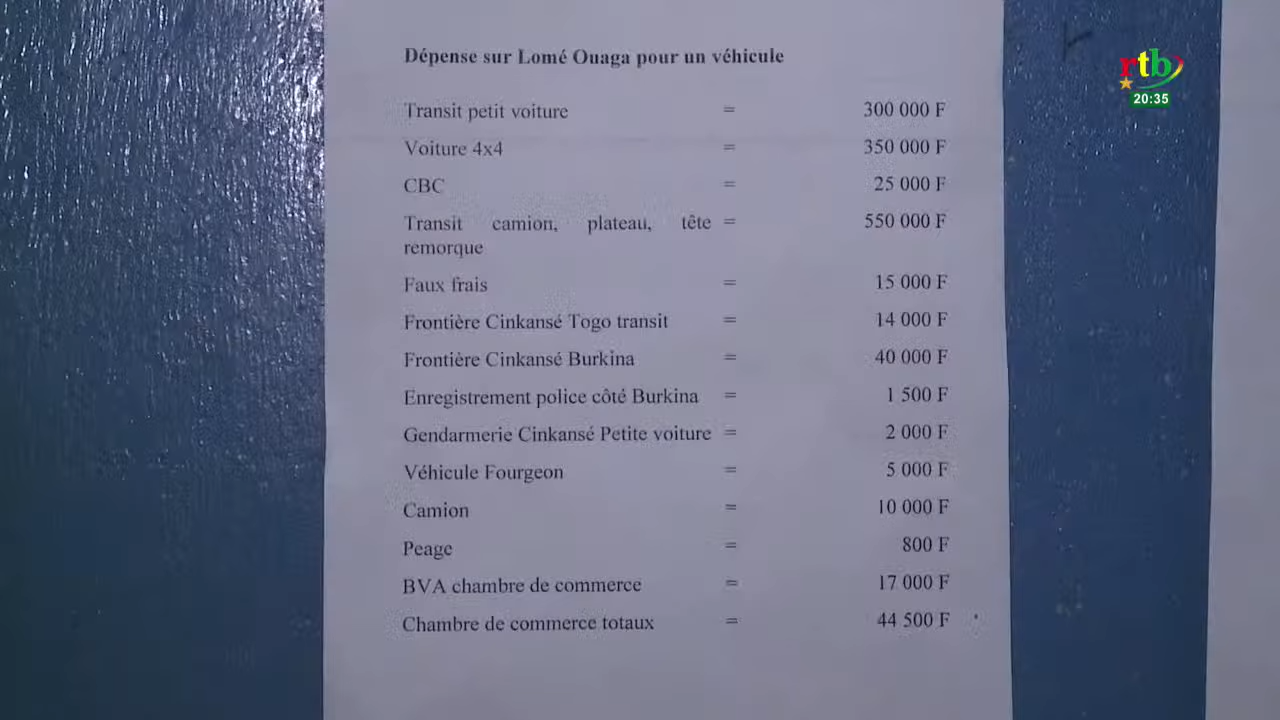 Dépense sur Lomé Ouaga pour un véhicule
rtb
20:35
Transit petit voiture = 300 000 F
Voiture 4x4 = 350 000 F
CBC = 25 000 F
Transit camion, plateau, tête = 550 000 F
remorque
Faux frais = 15 000 F
Frontière Cinkansé Togo transit = 14 000 F
Frontière Cinkansé Burkina = 40 000 F
Enregistrement police côté Burkina = 1 500 F
Gendarmerie Cinkansé Petite voiture = 2 000 F
Véhicule Fourgeon = 5 000 F
Camion = 10 000 F
Peage = 800 F
BVA chambre de commerce = 17 000 F
Chambre de commerce totaux = 44 500 F